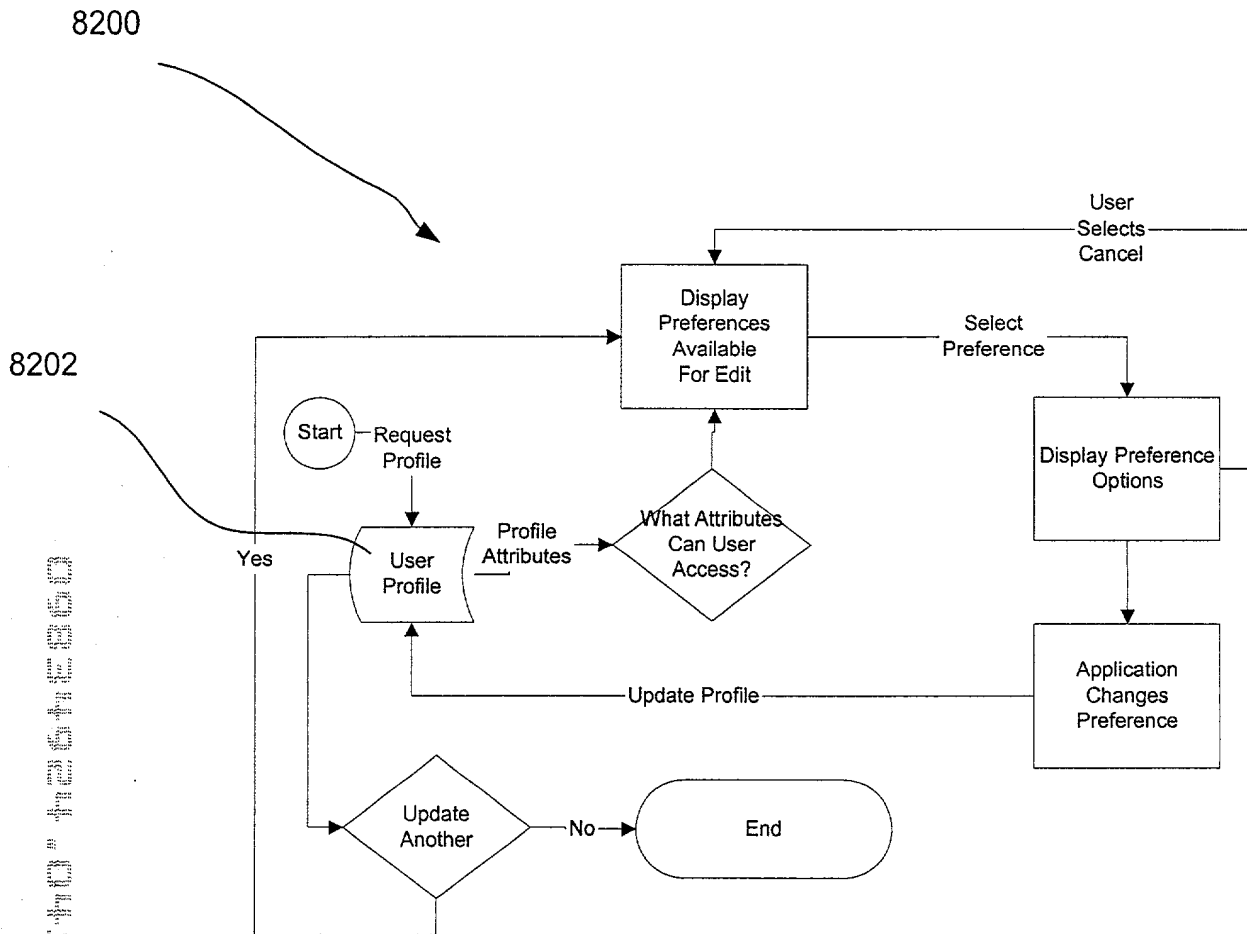 8200
User
Selects
Cancel
Display
Preferences
Available
For Edit
Select
Preference
8202
Start
Request
Profile
Display Preference
Options
What Attributes
Can User
Access?
Profile
Attributes
User
Profile
Yes
Application
Changes
Preference
Update Profile
Update
Another
No
End